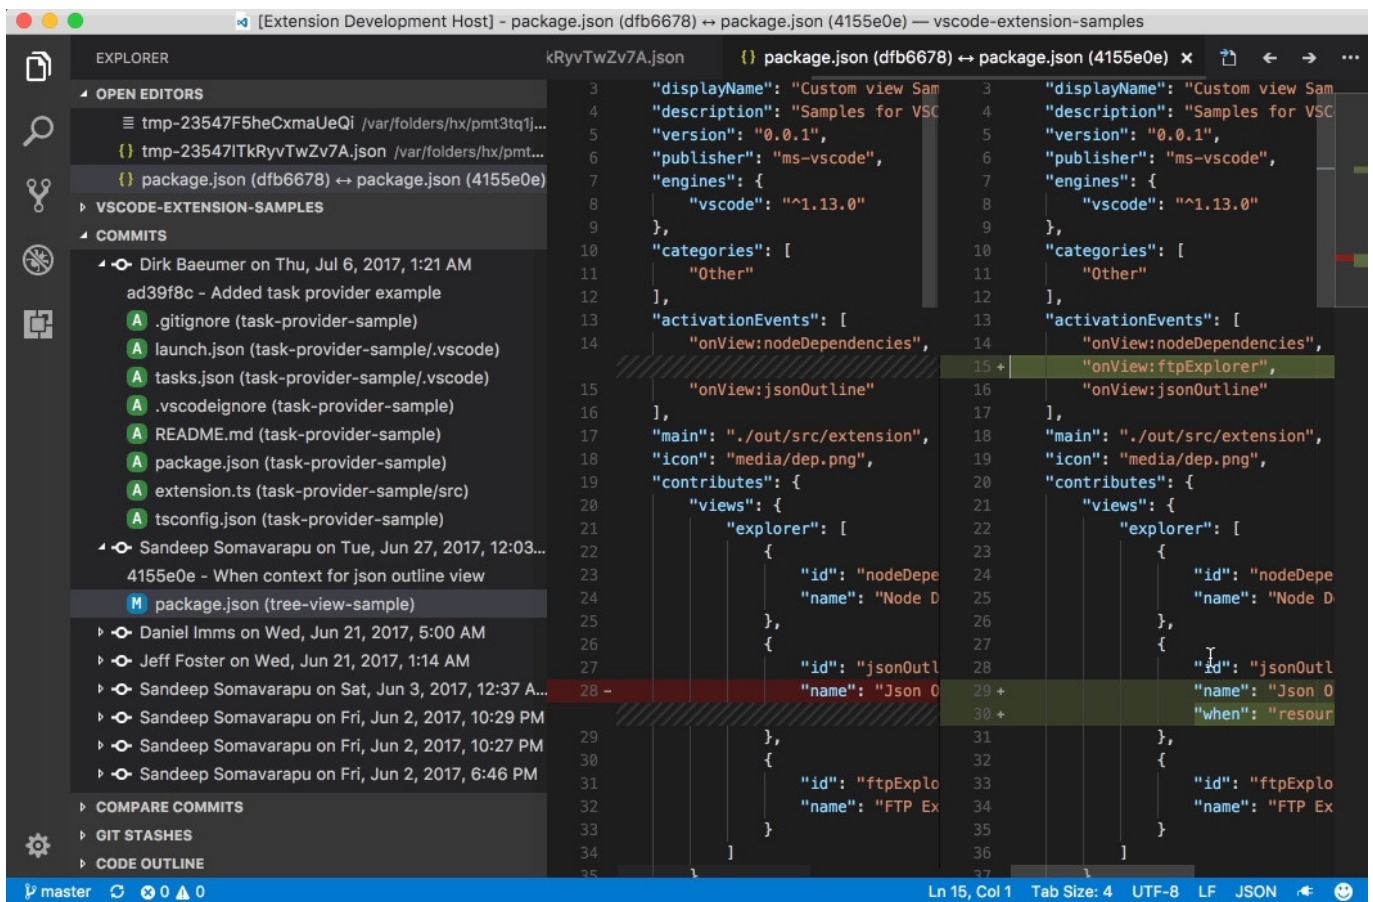 [Extension Development Host] - package.json (dfb6678) ↔ package.json (4155e0e) — vscode-extension-samples
EXPLORER
OPEN EDITORS
tmp-23547F5heCxmaUeQi /var/folders/hx/pmt3tq1j...
{} tmp-23547ITkRyvTwZv7A.json /var/folders/hx/pmt...
{} package.json (dfb6678) ↔ package.json (4155e0e)
VSCODE-EXTENSION-SAMPLES
COMMITS
Dirk Baeumer on Thu, Jul 6, 2017, 1:21 AM
ad39f8c - Added task provider example
A .gitignore (task-provider-sample)
A launch.json (task-provider-sample/.vscode)
A tasks.json (task-provider-sample/.vscode)
A .vscodeignore (task-provider-sample)
A README.md (task-provider-sample)
A package.json (task-provider-sample)
A extension.ts (task-provider-sample/src)
A tsconfig.json (task-provider-sample)
Sandeep Somavarapu on Tue, Jun 27, 2017, 12:03...
4155e0e - When context for json outline view
M package.json (tree-view-sample)
Daniel Imms on Wed, Jun 21, 2017, 5:00 AM
Jeff Foster on Wed, Jun 21, 2017, 1:14 AM
Sandeep Somavarapu on Sat, Jun 3, 2017, 12:37 A...
Sandeep Somavarapu on Fri, Jun 2, 2017, 10:29 PM
Sandeep Somavarapu on Fri, Jun 2, 2017, 10:27 PM
Sandeep Somavarapu on Fri, Jun 2, 2017, 6:46 PM
COMPARE COMMITS
GIT STASHES
CODE OUTLINE
kRyvTwZv7A.json
{} package.json (dfb6678) ↔ package.json (4155e0e) ×
3 "displayName": "Custom view Sam
4 "description": "Samples for VSC
5 "version": "0.0.1",
6 "publisher": "ms-vscode",
7 "engines": {
8 "vscode": "^1.13.0"
9 },
10 "categories": [
11 "Other"
12 ],
13 "activationEvents": [
14 "onView:nodeDependencies",
15 "onView:jsonOutline"
16 ],
17 "main": "./out/src/extension",
18 "icon": "media/dep.png",
19 "contributes": {
20 "views": {
21 "explorer": [
22 {
23 "id": "nodeDepe
24 "name": "Node D
25 },
26 {
27 "id": "jsonOutl
28 - "name": "Json O
29 },
30 {
31 "id": "ftpExplo
32 "name": "FTP Ex
33 }
34 ]
35 }
3 "displayName": "Custom view Sam
4 "description": "Samples for VSC
5 "version": "0.0.1",
6 "publisher": "ms-vscode",
7 "engines": {
8 "vscode": "^1.13.0"
9 },
10 "categories": [
11 "Other"
12 ],
13 "activationEvents": [
14 "onView:nodeDependencies",
15 + "onView:ftpExplorer",
16 "onView:jsonOutline"
17 ],
18 "main": "./out/src/extension",
19 "icon": "media/dep.png",
20 "contributes": {
21 "views": {
22 "explorer": [
23 {
24 "id": "nodeDepe
25 "name": "Node D
26 },
27 {
28 "id": "jsonOutl
29 + "name": "Json O
30 + "when": "resour
31 },
32 {
33 "id": "ftpExplo
34 "name": "FTP Ex
35 }
36 ]
37 }
master 0 0
Ln 15, Col 1 Tab Size: 4 UTF-8 LF JSON